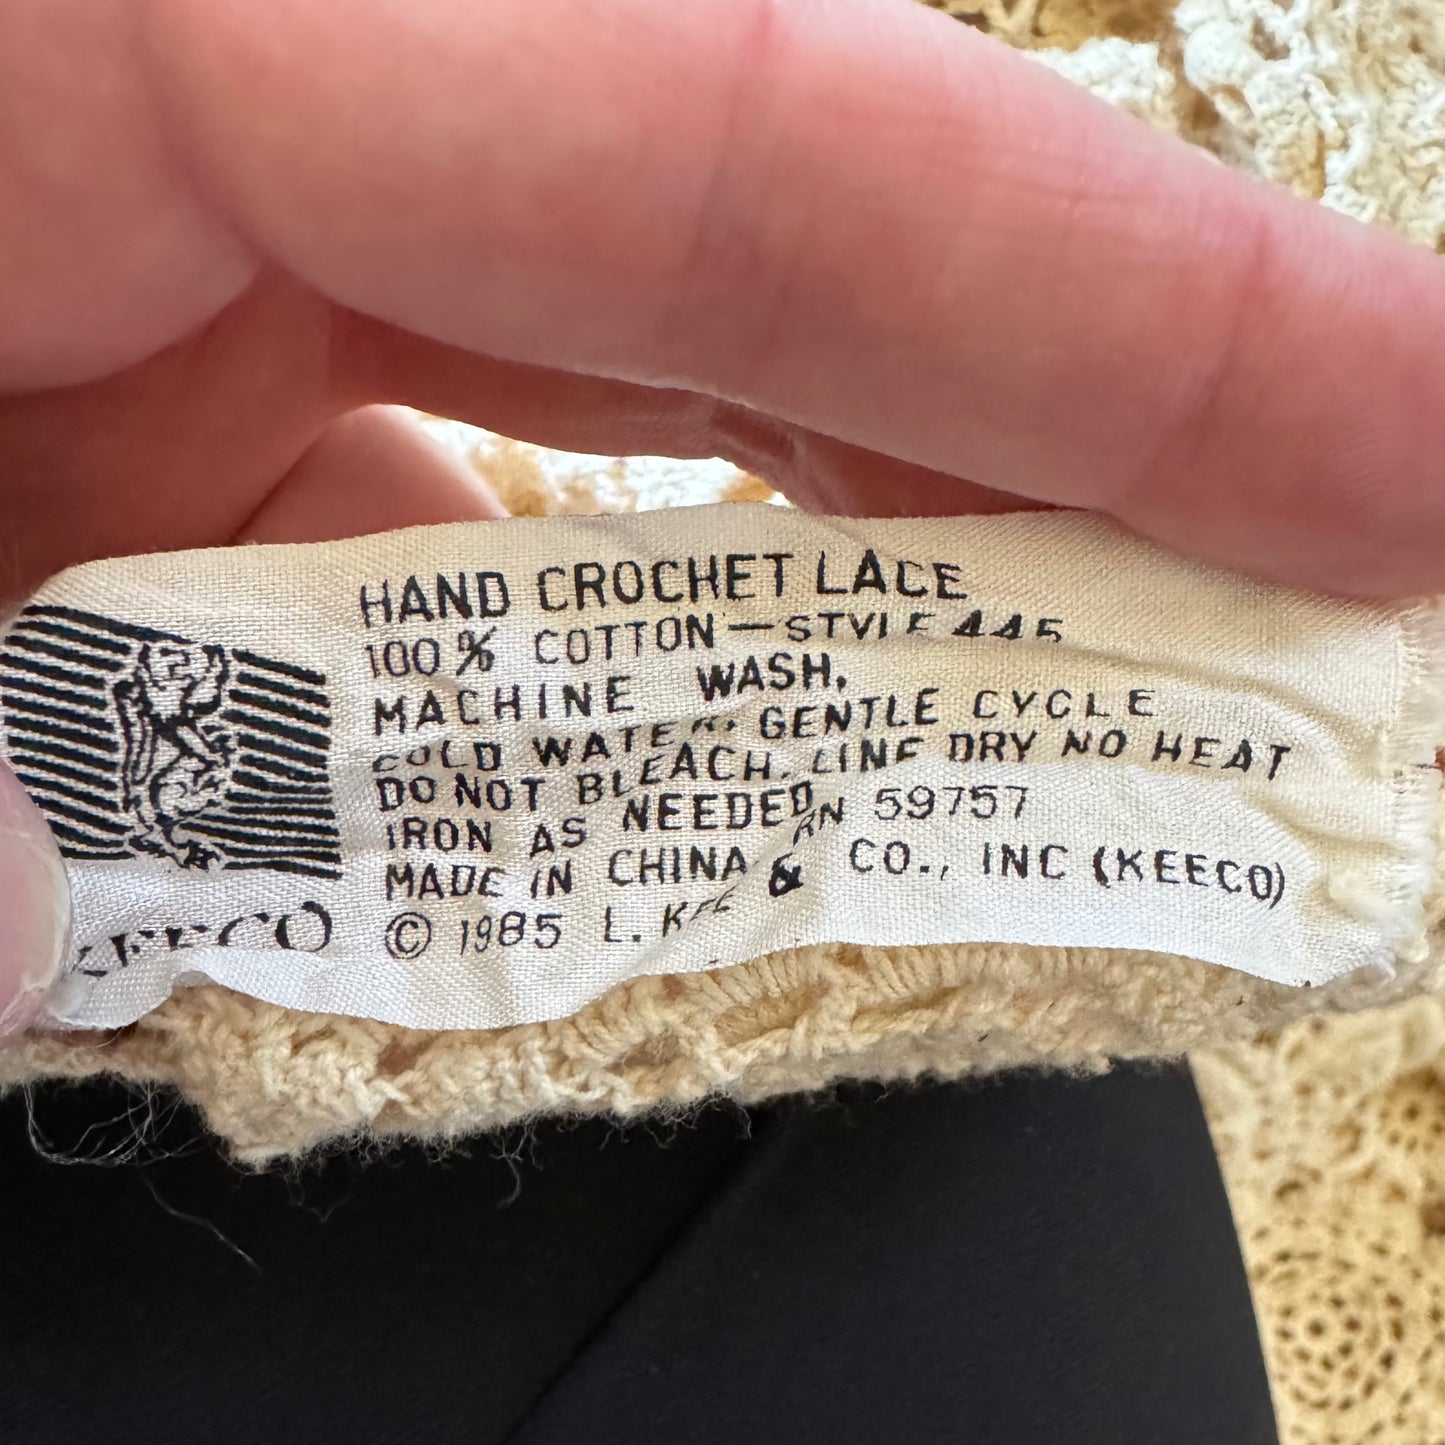 HAND CROCHET LACE
100% COTTON — STYLE 445
MACHINE WASH,
COLD WATER, GENTLE CYCLE
DO NOT BLEACH, LINE DRY NO HEAT
IRON AS NEEDED
MADE IN CHINA RN 59757
© 1985 L. KEE & CO., INC (KEECO)
KEECO